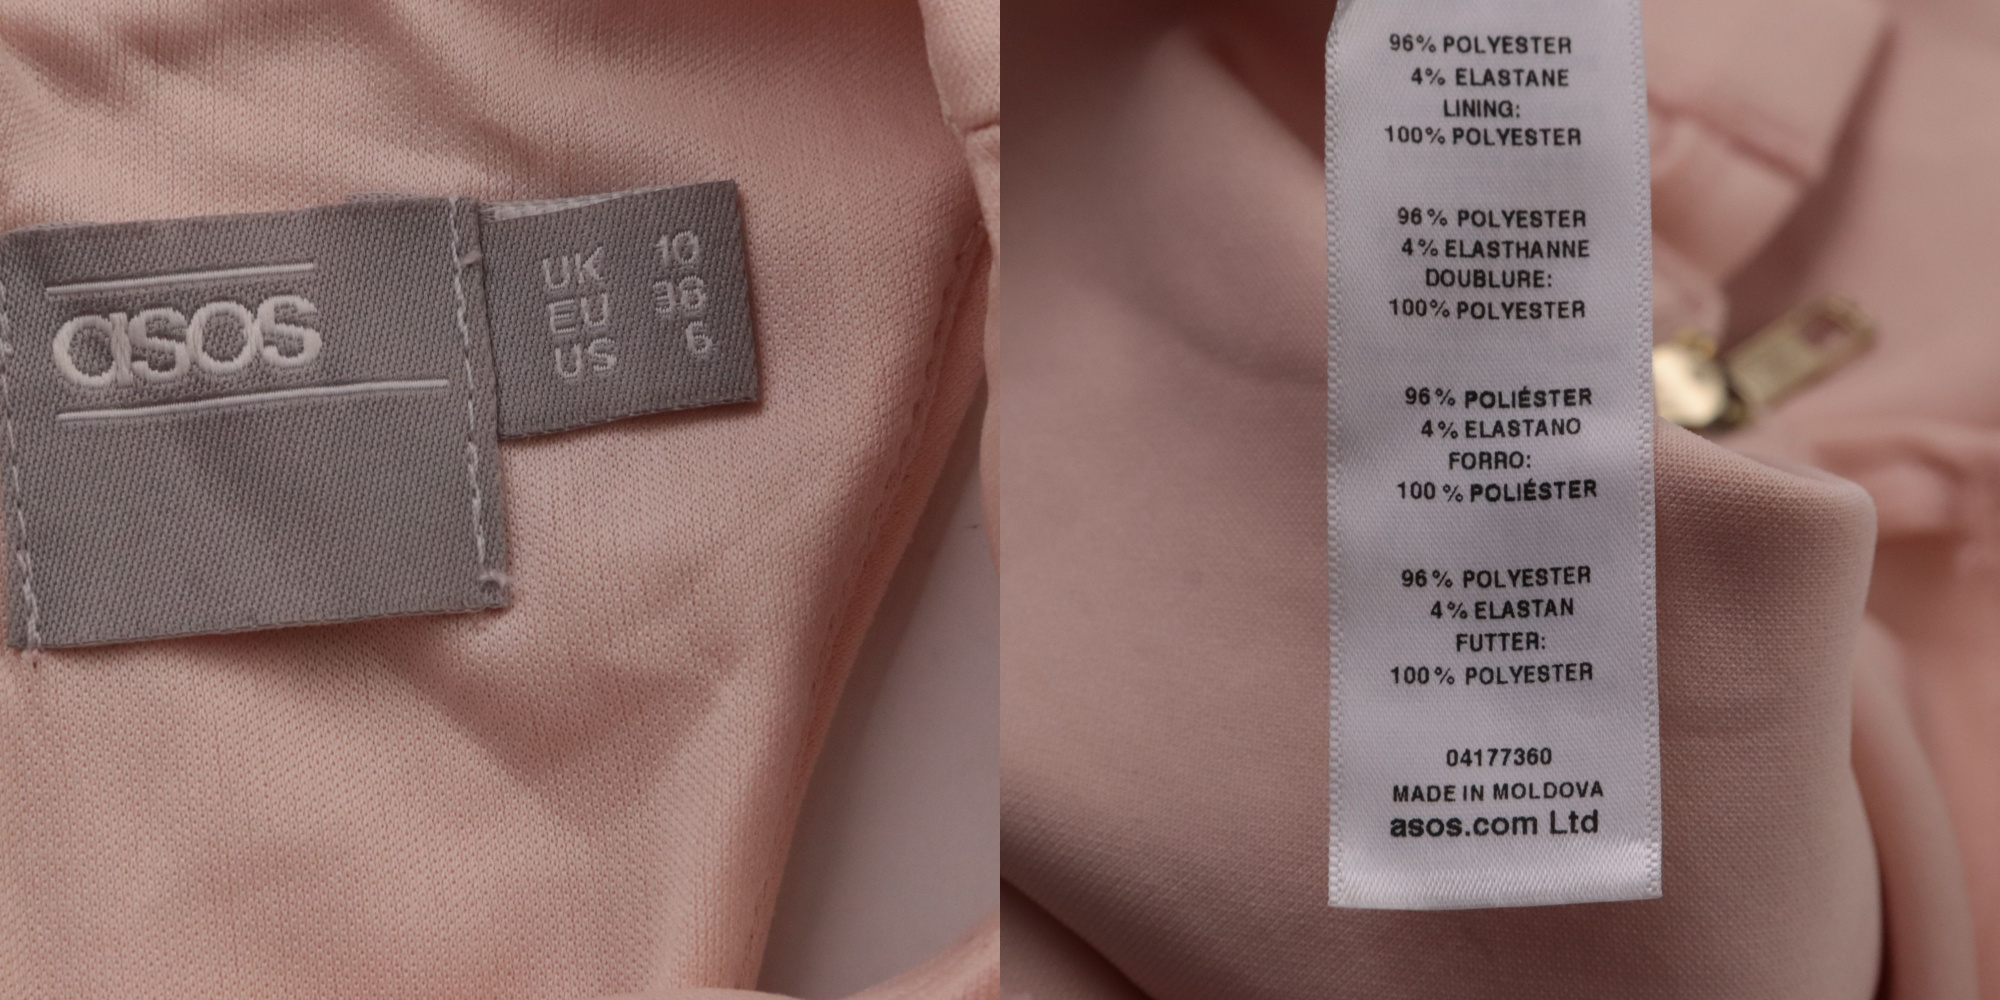 asos
UK 10
EU 38
US 6
96% POLYESTER
4% ELASTANE
LINING:
100% POLYESTER
96% POLYESTER
4% ELASTHANNE
DOUBLURE:
100% POLYESTER
96% POLIÉSTER
4% ELASTANO
FORRO:
100% POLIÉSTER
96% POLYESTER
4% ELASTAN
FUTTER:
100% POLYESTER
04177360
MADE IN MOLDOVA
asos.com Ltd